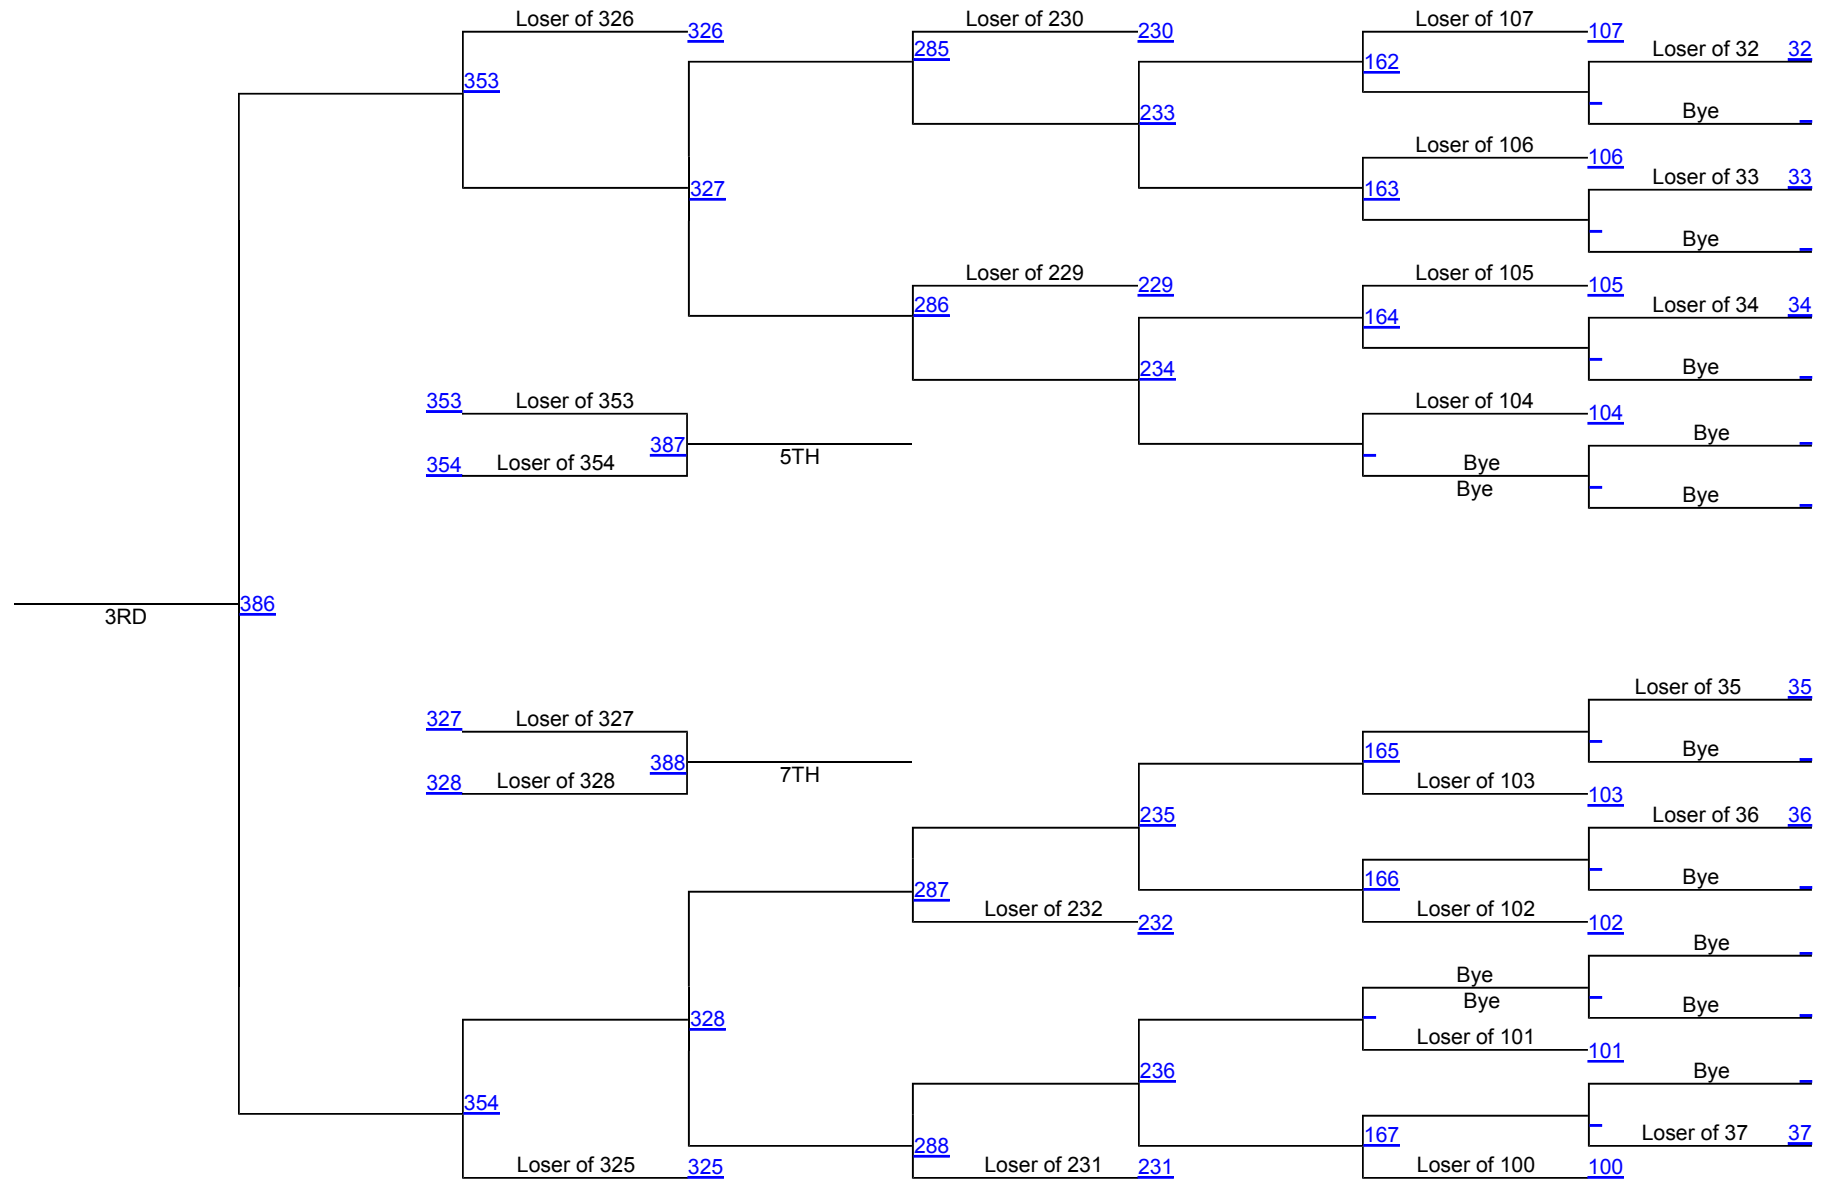 Loser of 326 326 Loser of 230 230 Loser of 107 107
285 162 Loser of 32 32
353
233 Bye
Loser of 106 106
327 163 Loser of 33 33
Bye
Loser of 229 229 Loser of 105 105
286 164 Loser of 34 34
234 Bye
353 Loser of 353 Loser of 104 104
387 5TH Bye
354 Loser of 354 Bye
Bye Bye
386
3RD
Loser of 35 35
327 Loser of 327
388 7TH 165 Bye
328 Loser of 328 Loser of 103 103
235 Loser of 36 36
287 166 Bye
Loser of 232 232 Loser of 102 102
Bye
Bye
328 Bye Bye
Loser of 101 101
236 Bye
354
288 167 Loser of 37 37
Loser of 325 325 Loser of 231 231 Loser of 100 100